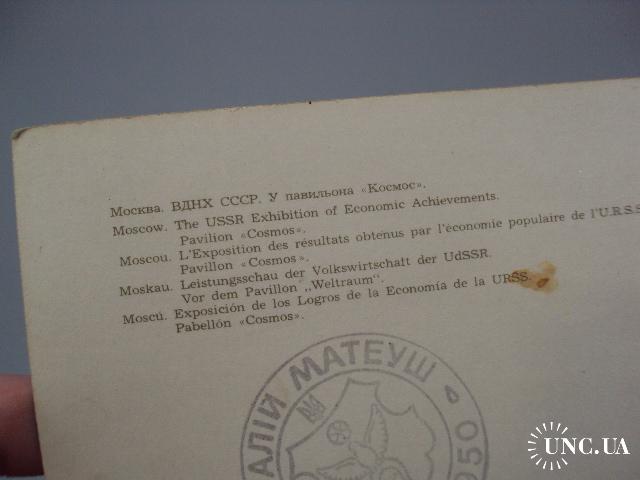 Москва. ВДНХ СССР. У павильона «Космос».
Moscow. The USSR Exhibition of Economic Achievements.
Pavilion «Cosmos».
Moscou. L'Exposition des résultats obtenus par l'économie populaire de l'U.R.S.S
Pavillon «Cosmos».
Moskau. Leistungsschau der Volkswirtschaft der UdSSR.
Vor dem Pavillon „Weltraum“.
Moscú. Exposición de los Logros de la Economía de la URSS.
Pabellón «Cosmos».
АЛІЙ МАТЕУШ
950
UNC.UA